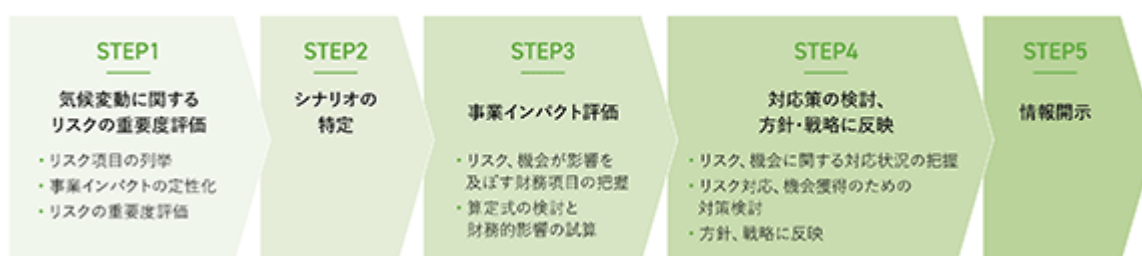 STEP1
気候変動に関する
リスクの重要度評価
・リスク項目の列挙
・事業インパクトの定性化
・リスクの重要度評価
STEP2
シナリオの
特定
STEP3
事業インパクト評価
・リスク、機会が影響を
及ぼす財務項目の把握
・算定式の検討と
財務的影響の試算
STEP4
対応策の検討、
方針・戦略に反映
・リスク、機会に関する対応状況の把握
・リスク対応、機会獲得のための
対策検討
・方針、戦略に反映
STEP5
情報開示